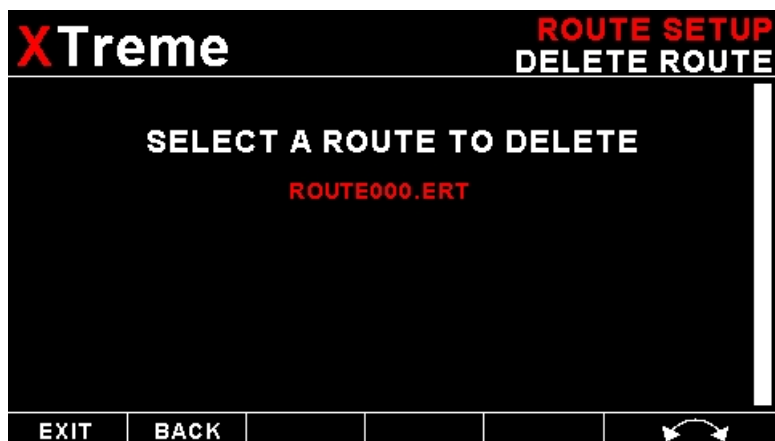 XTreme
ROUTE SETUP
DELETE ROUTE
SELECT A ROUTE TO DELETE
ROUTE000.ERT
EXIT BACK